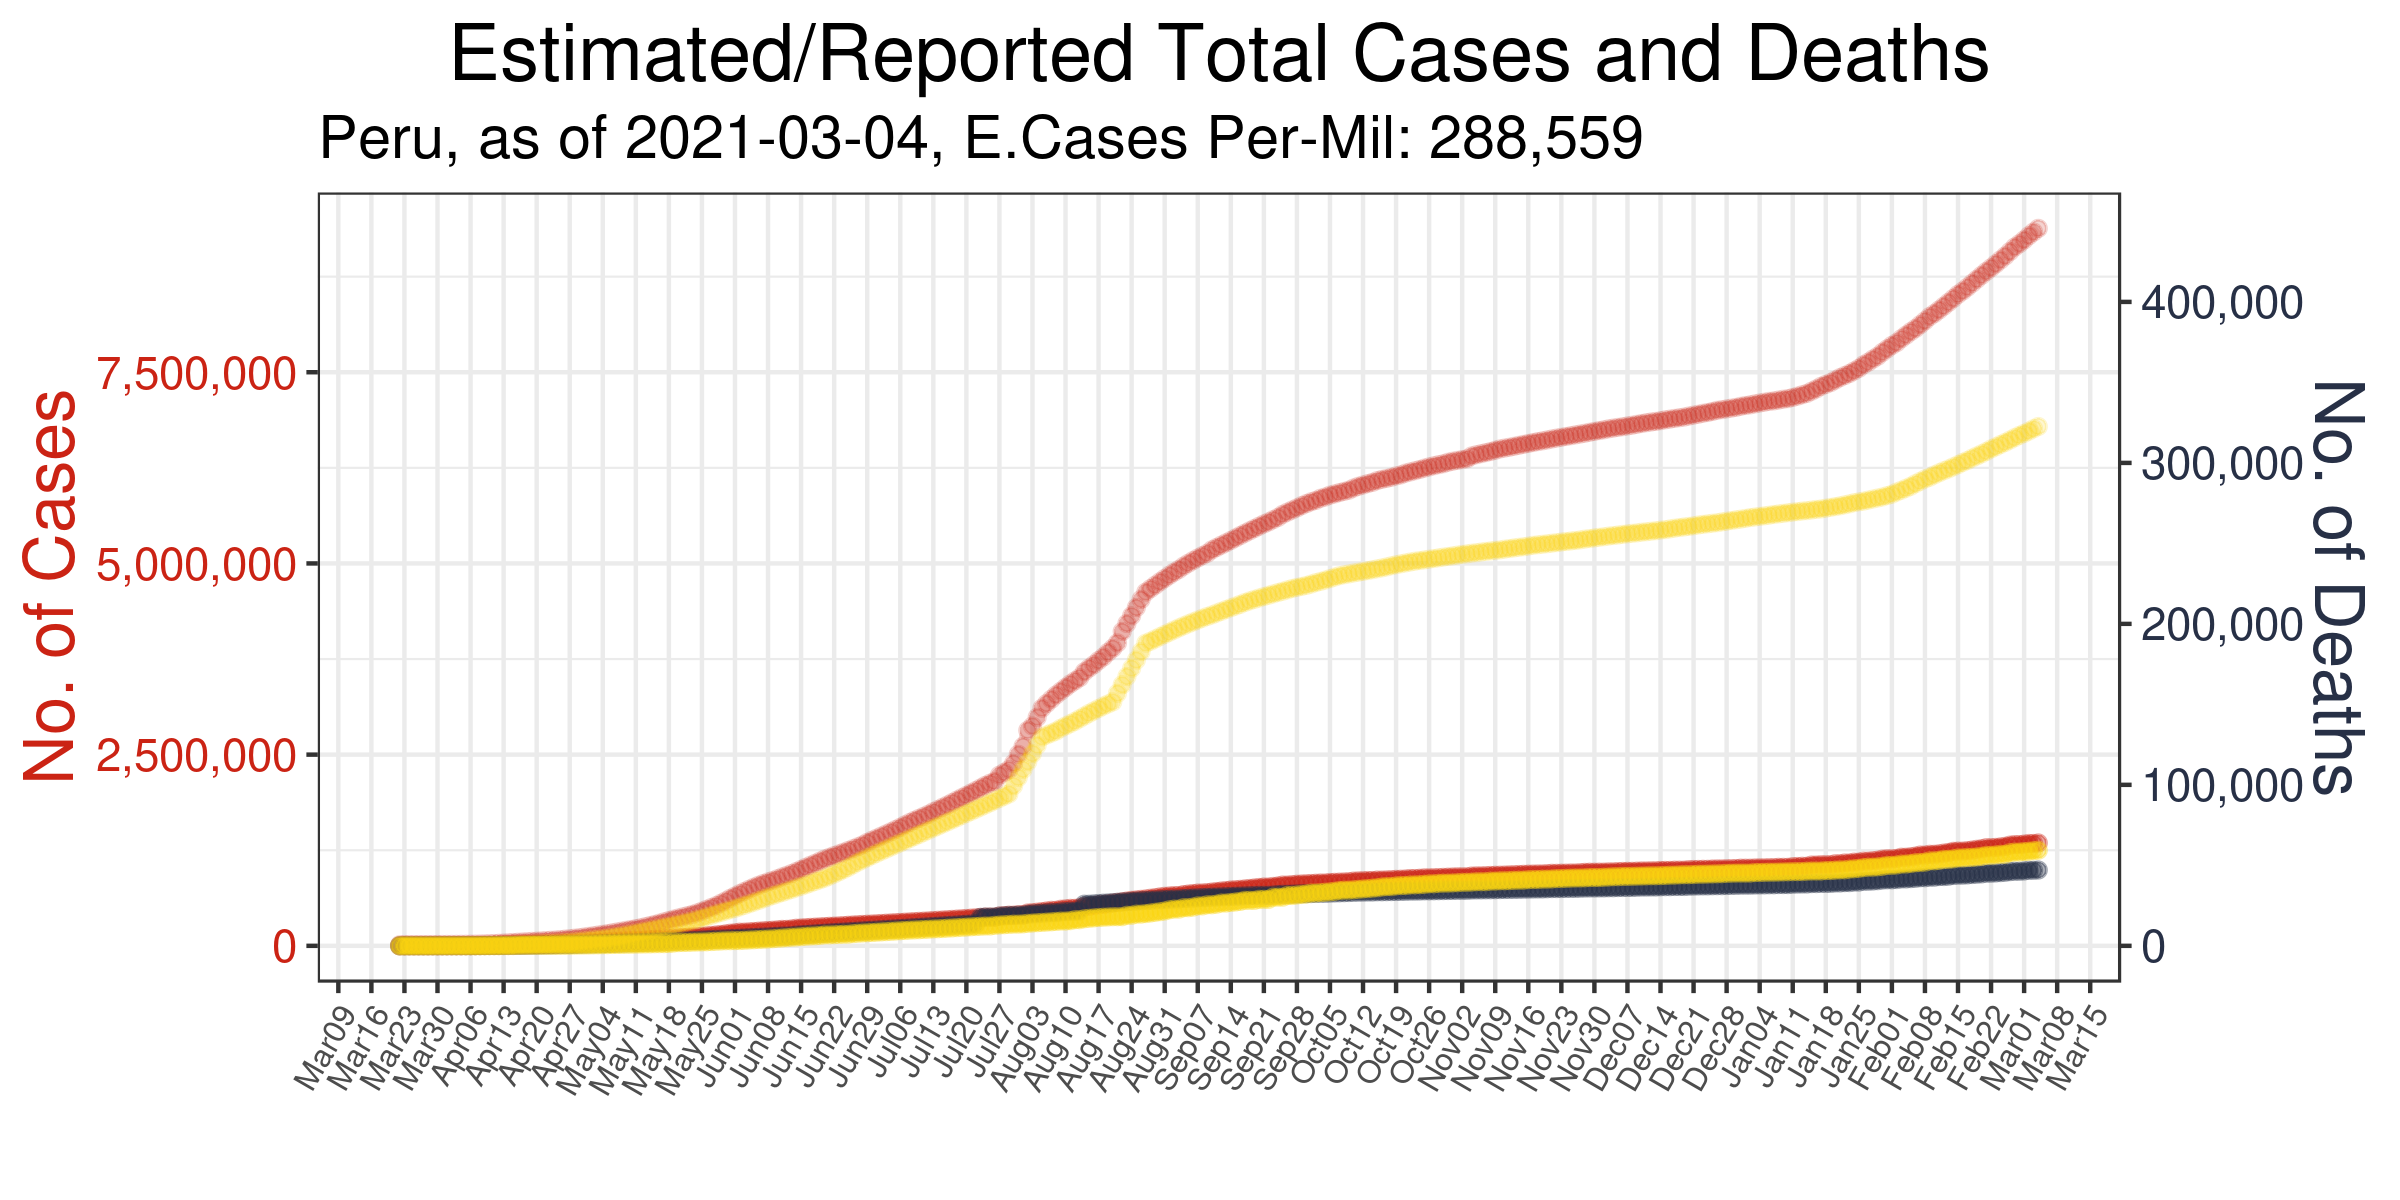 Estimated/Reported Total Cases and Deaths
Peru, as of 2021-03-04, E.Cases Per-Mil: 288,559
No. of Cases
7,500,000
5,000,000
2,500,000
0
400,000
300,000
200,000
100,000
0
No. of Deaths
Mar09
Mar16
Mar23
Mar30
Apr06
Apr13
Apr20
Apr27
May04
May11
May18
May25
Jun01
Jun08
Jun15
Jun22
Jun29
Jul06
Jul13
Jul20
Jul27
Aug03
Aug10
Aug17
Aug24
Aug31
Sep07
Sep14
Sep21
Sep28
Oct05
Oct12
Oct19
Oct26
Nov02
Nov09
Nov16
Nov23
Nov30
Dec07
Dec14
Dec21
Dec28
Jan04
Jan11
Jan18
Jan25
Feb01
Feb08
Feb15
Feb22
Mar01
Mar08
Mar15